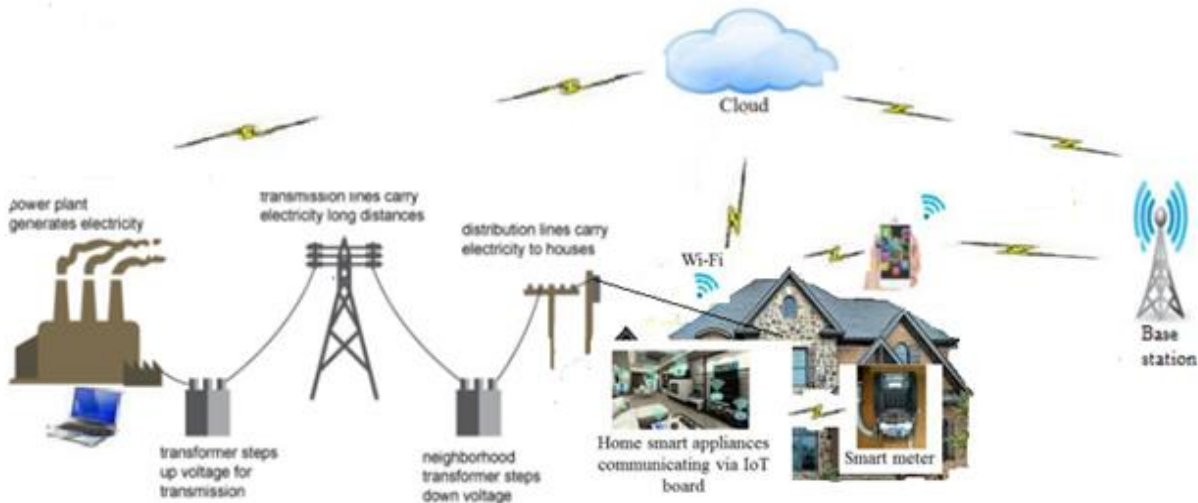 Cloud
power plant
generates electricity
transmission lines carry
electricity long distances
distribution lines carry
electricity to houses
Wi-Fi
Base
station
transformer steps
up voltage for
transmission
neighborhood
transformer steps
down voltage
Home smart appliances
communicating via IoT
board
Smart meter